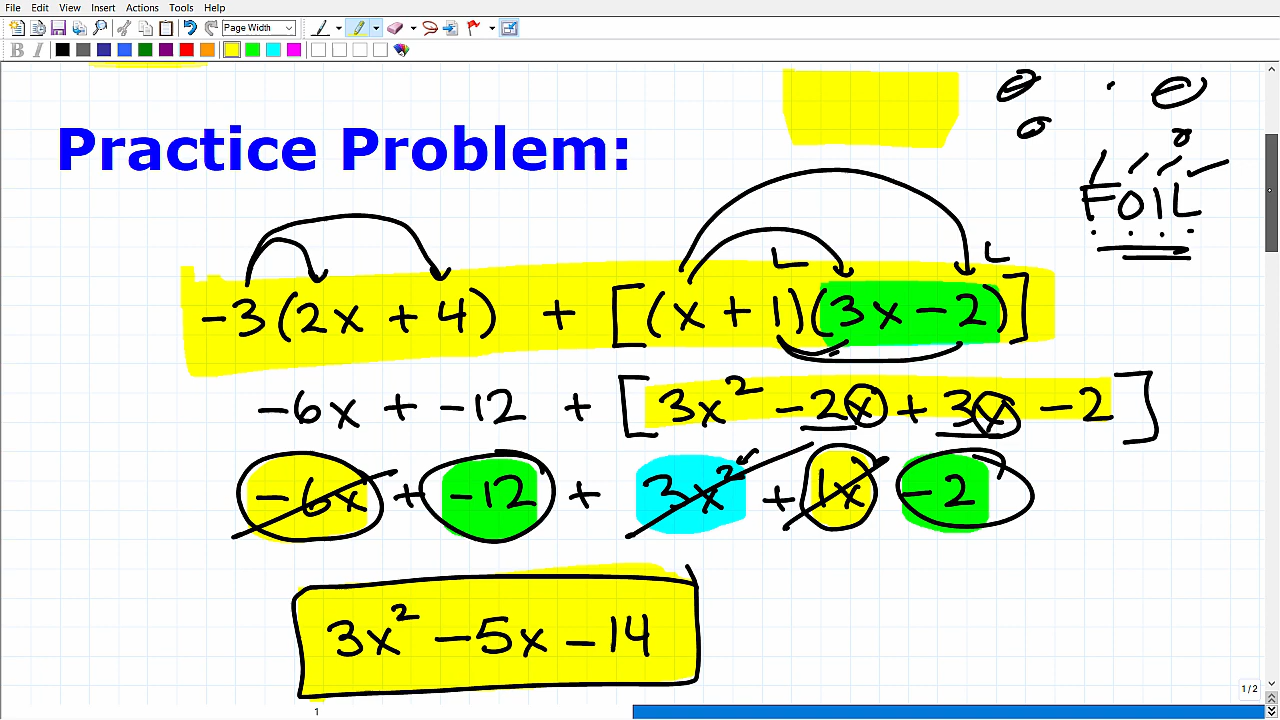 File Edit View Insert Actions Tools Help
Page Width
B I
Practice Problem:
FOIL
L L
-3(2x + 4) + [(x + 1)(3x - 2)]
-6x + -12 + [3x² - 2x + 3x - 2]
-6x + -12 + 3x² + 1x - 2
3x² - 5x - 14
1/2
1